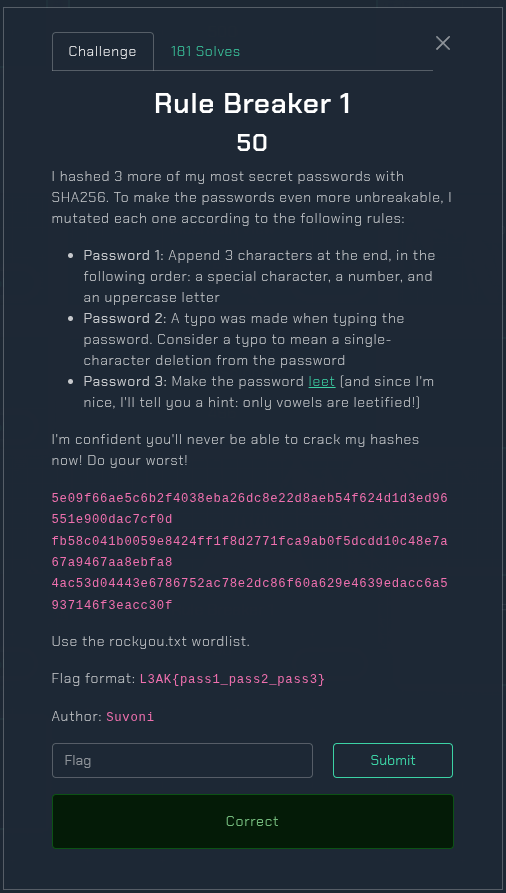 Challenge
181 Solves
Rule Breaker 1
50
I hashed 3 more of my most secret passwords with
SHA256. To make the passwords even more unbreakable, I
mutated each one according to the following rules:
• Password 1: Append 3 characters at the end, in the
following order: a special character, a number, and
an uppercase letter
• Password 2: A typo was made when typing the
password. Consider a typo to mean a single-
character deletion from the password
• Password 3: Make the password leet (and since I'm
nice, I'll tell you a hint: only vowels are leetified!)
I'm confident you'll never be able to crack my hashes
now! Do your worst!
5e09f66ae5c6b2f4038eba26dc8e22d8aeb54f624d1d3ed96
551e900dac7cf0d
fb58c041b0059e8424ff1f8d2771fca9ab0f5dcdd10c48e7a
67a9467aa8ebfa8
4ac53d04443e6786752ac78e2dc86f60a629e4639edacc6a5
937146f3eacc30f
Use the rockyou.txt wordlist.
Flag format: L3AK{pass1_pass2_pass3}
Author: Suvoni
Flag
Submit
Correct